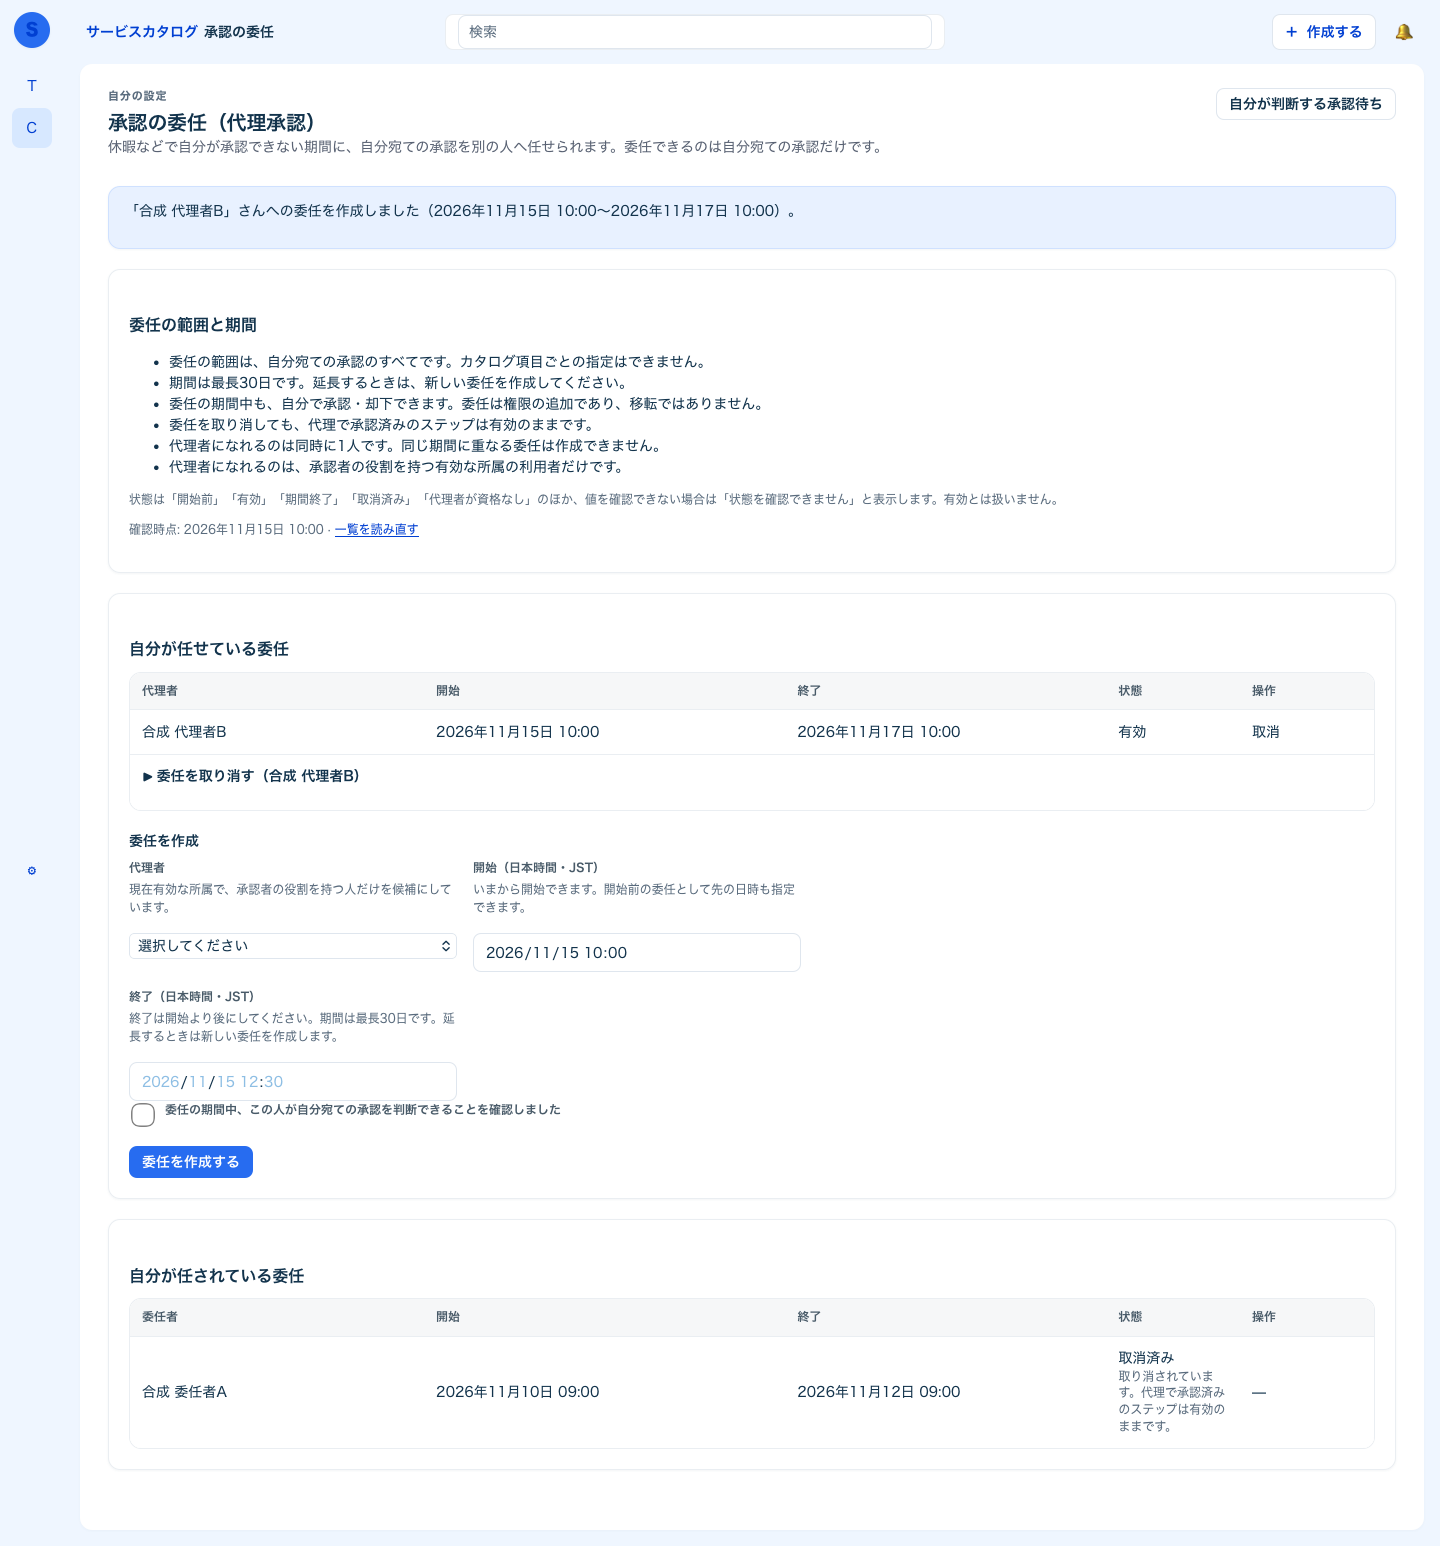 S
サービスカタログ 承認の委任
検索
+ 作成する
T
C
自分の設定
承認の委任（代理承認）
自分が判断する承認待ち
休暇などで自分が承認できない期間に、自分宛ての承認を別の人へ任せられます。委任できるのは自分宛ての承認だけです。
「合成 代理者B」さんへの委任を作成しました（2026年11月15日 10:00〜2026年11月17日 10:00）。
委任の範囲と期間
• 委任の範囲は、自分宛ての承認のすべてです。カタログ項目ごとの指定はできません。
• 期間は最長30日です。延長するときは、新しい委任を作成してください。
• 委任の期間中も、自分で承認・却下できます。委任は権限の追加であり、移転ではありません。
• 委任を取り消しても、代理で承認済みのステップは有効のままです。
• 代理者になれるのは同時に1人です。同じ期間に重なる委任は作成できません。
• 代理者になれるのは、承認者の役割を持つ有効な所属の利用者だけです。
状態は「開始前」「有効」「期間終了」「取消済み」「代理者が資格なし」のほか、値を確認できない場合は「状態を確認できません」と表示します。有効とは扱いません。
確認時点: 2026年11月15日 10:00 · 一覧を読み直す
自分が任せている委任
代理者 開始 終了 状態 操作
合成 代理者B 2026年11月15日 10:00 2026年11月17日 10:00 有効 取消
▶ 委任を取り消す（合成 代理者B）
委任を作成
代理者
現在有効な所属で、承認者の役割を持つ人だけを候補にして
います。
選択してください
開始（日本時間・JST）
いまから開始できます。開始前の委任として先の日時も指定
できます。
2026/11/15 10:00
終了（日本時間・JST）
終了は開始より後にしてください。期間は最長30日です。延
長するときは新しい委任を作成します。
2026/11/15 12:30
委任の期間中、この人が自分宛ての承認を判断できることを確認しました
委任を作成する
自分が任されている委任
委任者 開始 終了 状態 操作
合成 委任者A 2026年11月10日 09:00 2026年11月12日 09:00 取消済み —
取り消されていま
す。代理で承認済み
のステップは有効の
ままです。